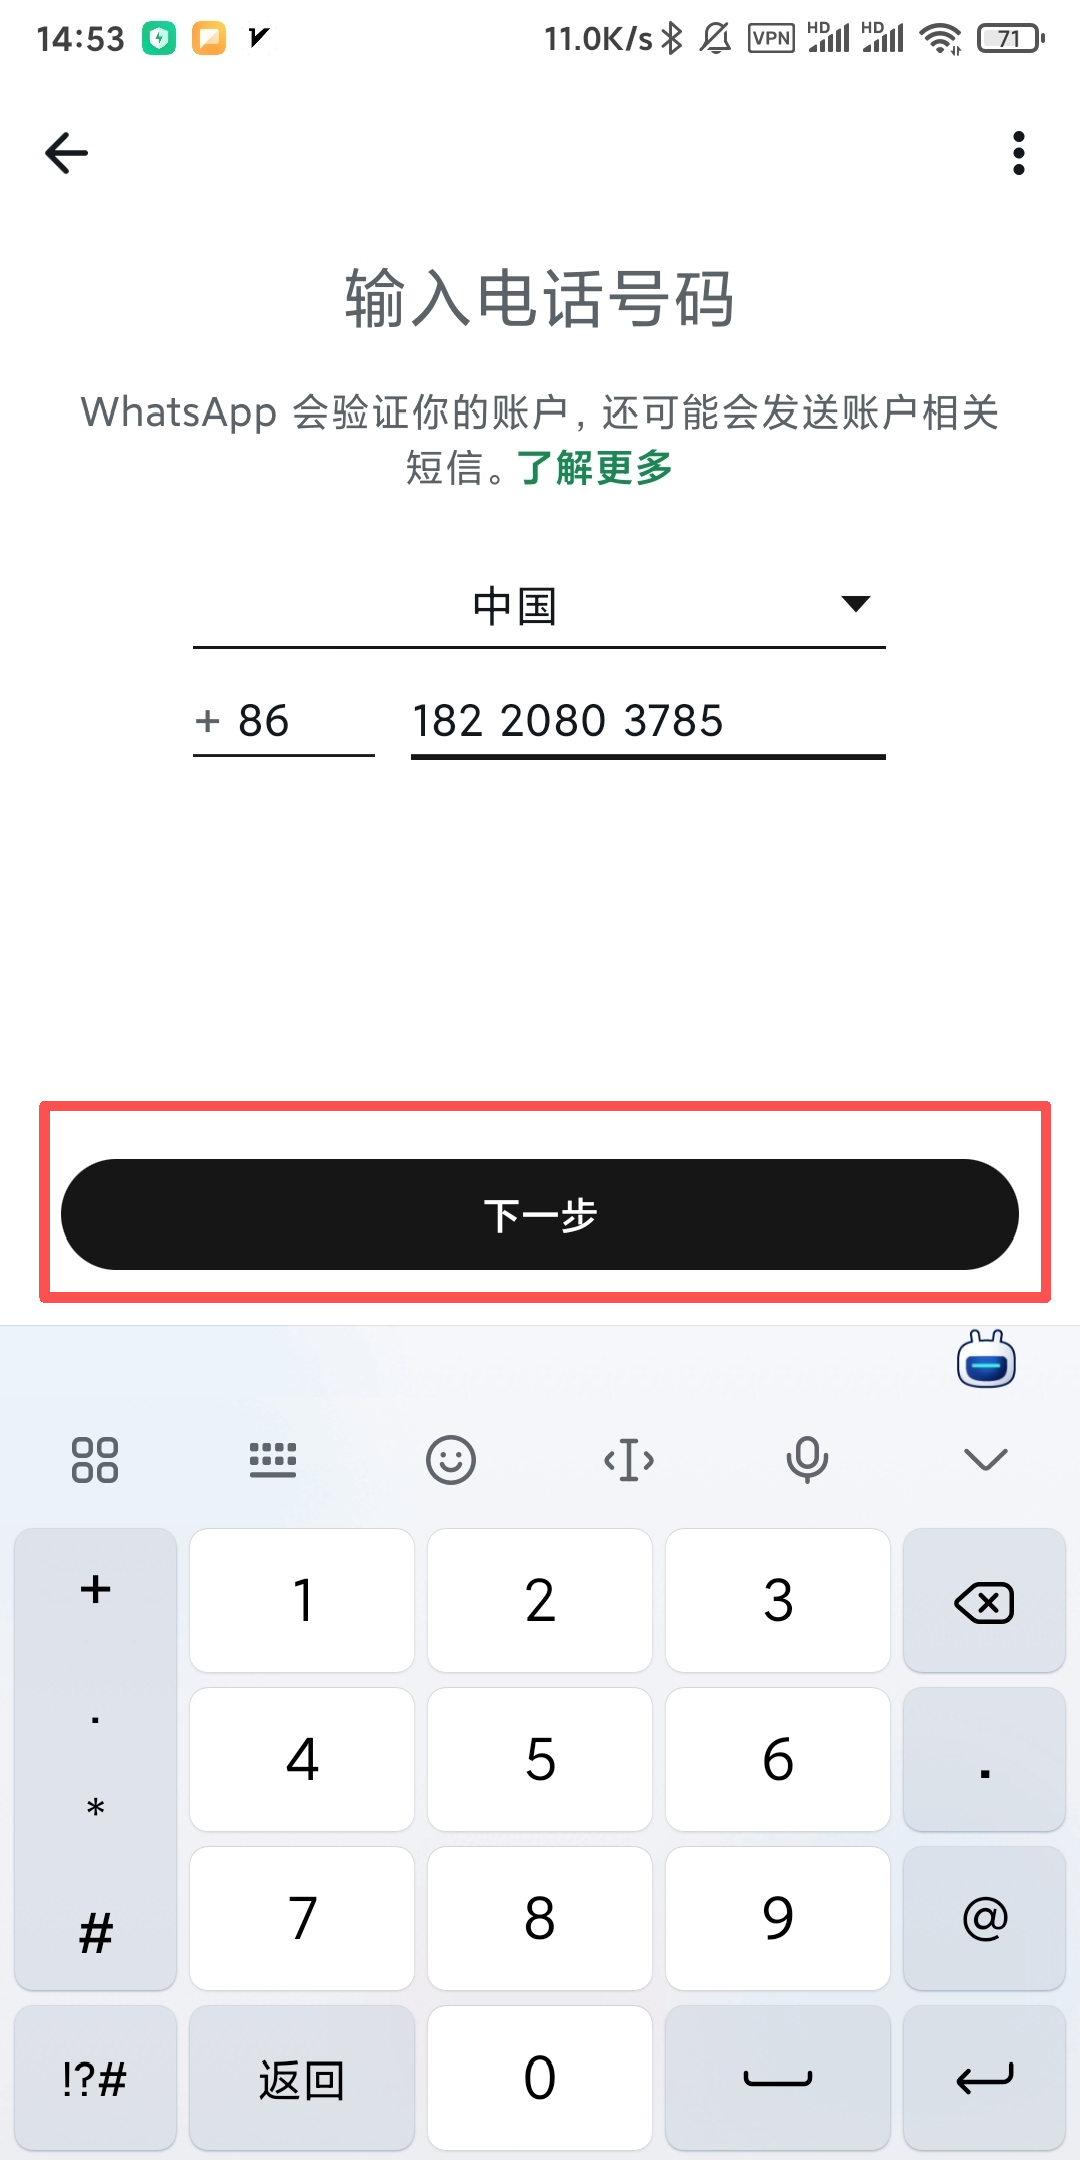 14:53 11.0K/s VPN HD HD 71
输入电话号码
WhatsApp 会验证你的账户，还可能会发送账户相关
短信。了解更多
中国
+ 86 182 2080 3785
下一步
+ 1 2 3
. 4 5 6 .
* 7 8 9 @
#
!?# 返回 0